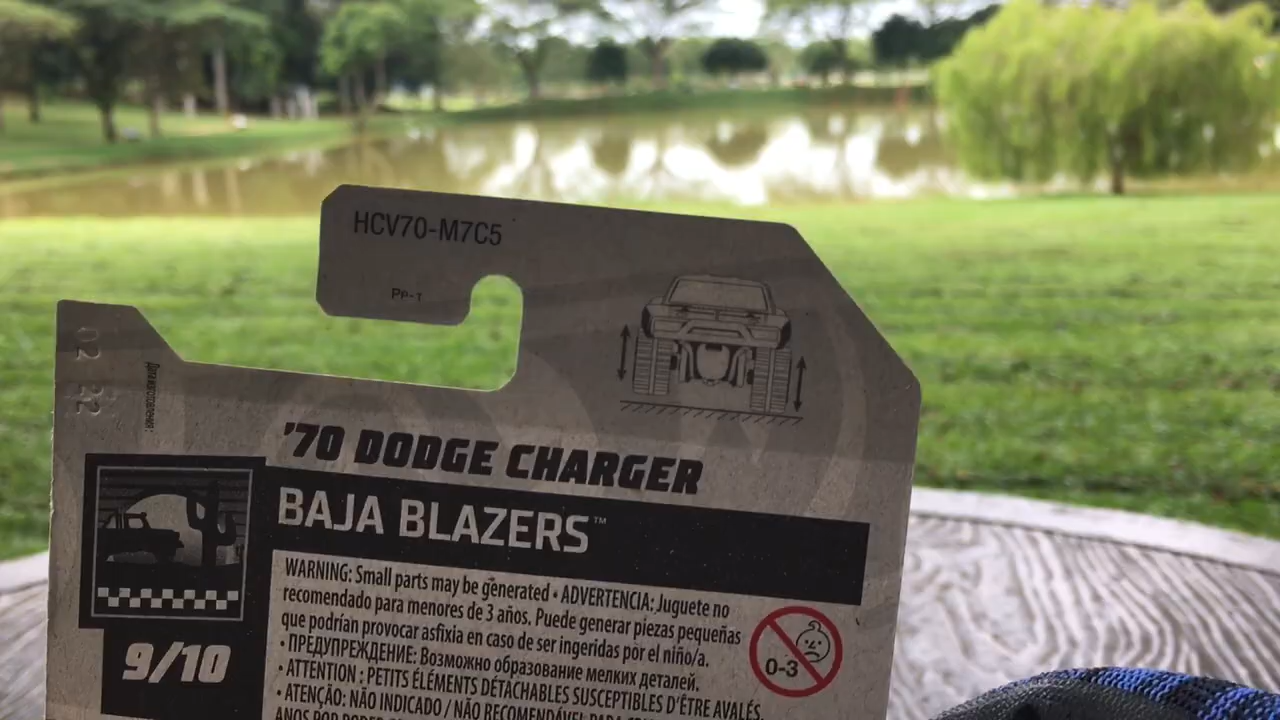 HCV70-M7C5
PP-1
02 22
'70 DODGE CHARGER
BAJA BLAZERS™
WARNING: Small parts may be generated • ADVERTENCIA: Juguete no
recomendado para menores de 3 años. Puede generar piezas pequeñas
que podrían provocar asfixia en caso de ser ingeridas por el niño/a.
• ПРЕДУПРЕЖДЕНИЕ: Возможно образование мелких деталей.
• ATTENTION : PETITS ÉLÉMENTS DÉTACHABLES SUSCEPTIBLES D'ÊTRE AVALÉS.
• ATENÇÃO: NÃO INDICADO / NÃO RECOMENDÁVEL PARA
ANOS POR PODER
0-3
9/10